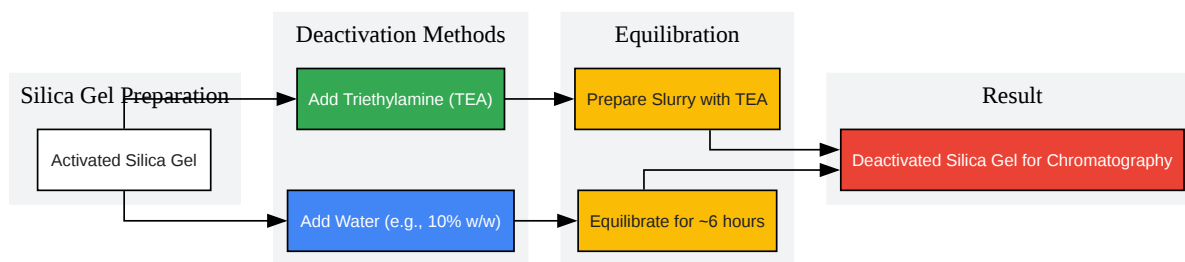 Silica Gel Preparation
Activated Silica Gel
Deactivation Methods
Add Triethylamine (TEA)
Add Water (e.g., 10% w/w)
Equilibration
Prepare Slurry with TEA
Equilibrate for ~6 hours
Result
Deactivated Silica Gel for Chromatography